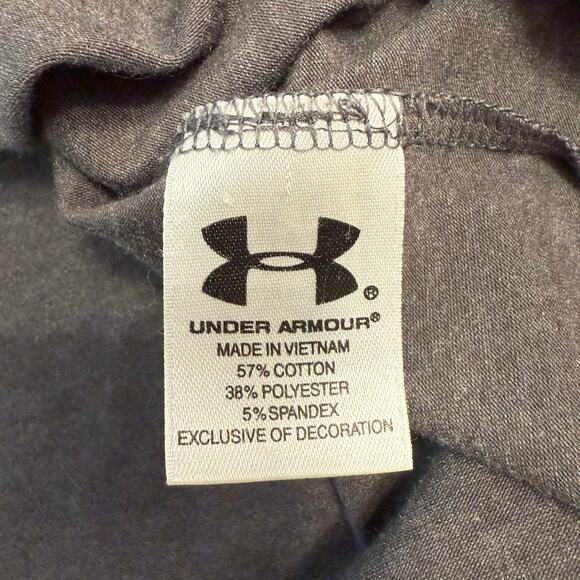 ®
UNDER ARMOUR®
MADE IN VIETNAM
57% COTTON
38% POLYESTER
5% SPANDEX
EXCLUSIVE OF DECORATION